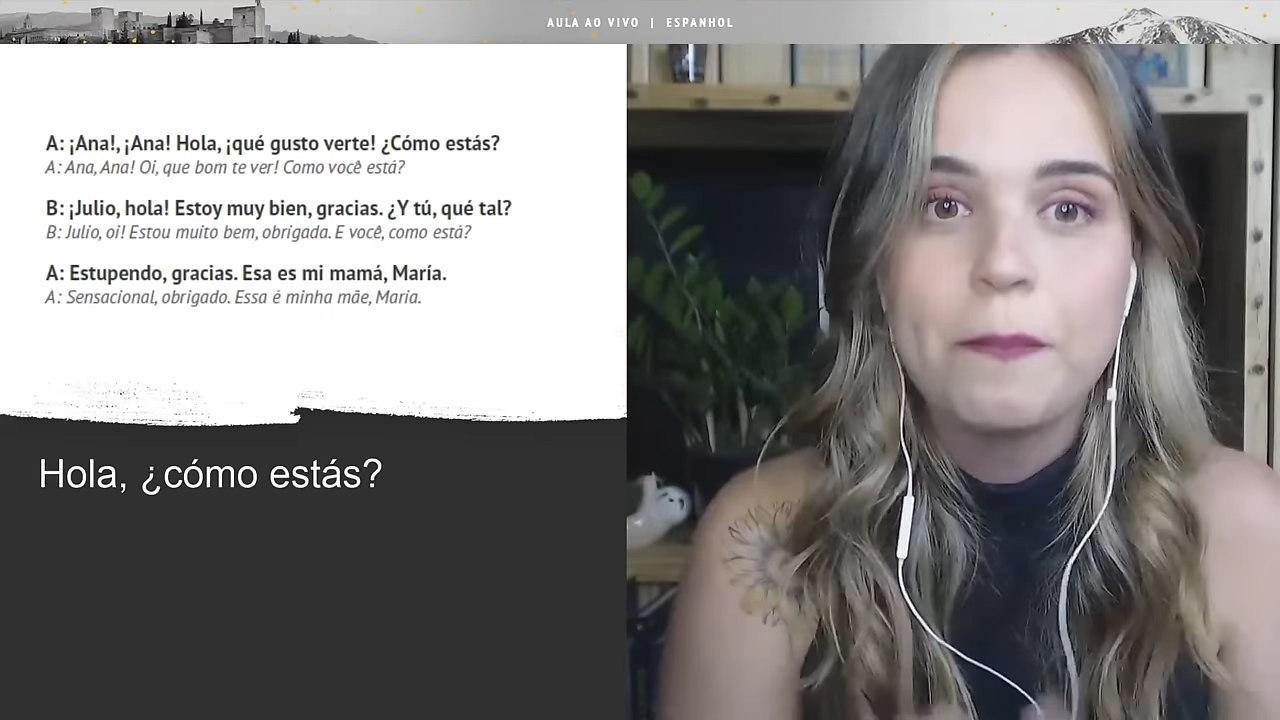 AULA AO VIVO | ESPANHOL
A: ¡Ana!, ¡Ana! Hola, ¡qué gusto verte! ¿Cómo estás?
A: Ana, Ana! Oi, que bom te ver! Como você está?
B: ¡Julio, hola! Estoy muy bien, gracias. ¿Y tú, qué tal?
B: Julio, oi! Estou muito bem, obrigada. E você, como está?
A: Estupendo, gracias. Esa es mi mamá, María.
A: Sensacional, obrigado. Essa é minha mãe, Maria.
Hola, ¿cómo estás?